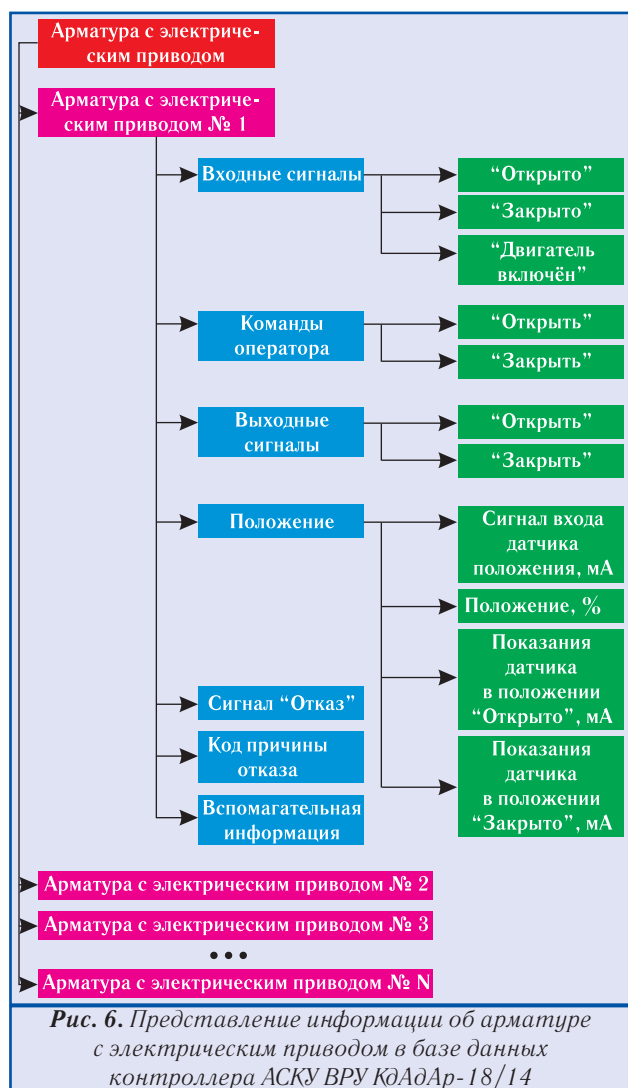 Арматура с электриче-
ским приводом
Арматура с электриче-
ским приводом № 1
Входные сигналы
“Открыто”
“Закрыто”
“Двигатель
включён”
Команды
оператора
“Открыть”
“Закрыть”
Выходные
сигналы
“Открыть”
“Закрыть”
Положение
Сигнал входа
датчика
положения, мА
Положение, %
Показания
датчика
в положении
“Открыто”, мА
Показания
датчика
в положении
“Закрыто”, мА
Сигнал “Отказ”
Код причины
отказа
Вспомагательная
информация
Арматура с электрическим приводом № 2
Арматура с электрическим приводом № 3
•••
Арматура с электрическим приводом № N
Рис. 6. Представление информации об арматуре
с электрическим приводом в базе данных
контроллера АСКУ ВРУ КдАдАр-18/14